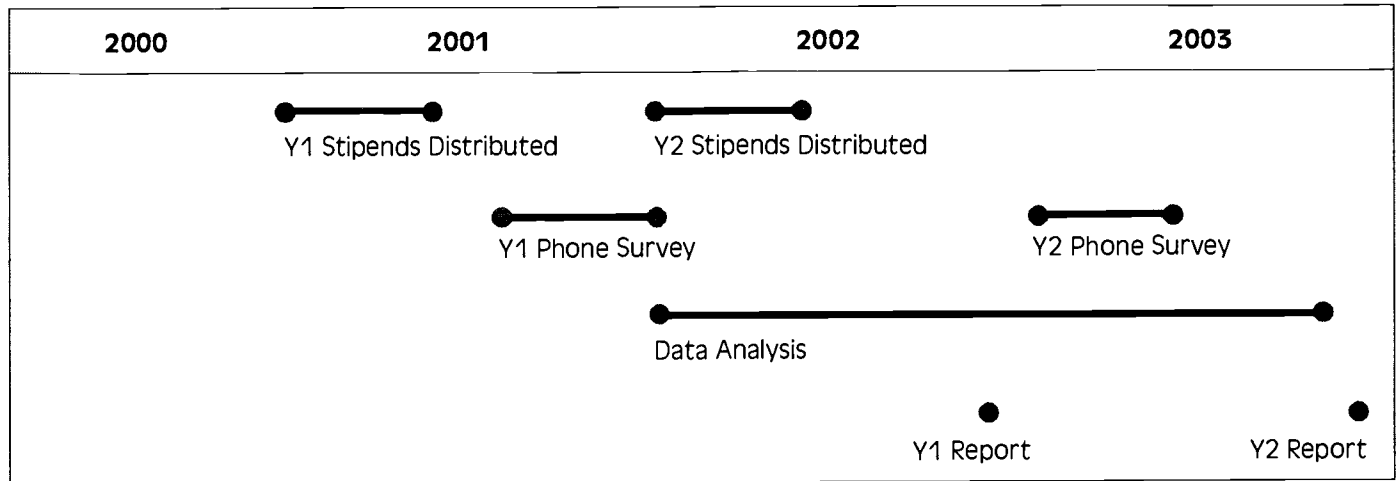 2000 2001 2002 2003
Y1 Stipends Distributed Y2 Stipends Distributed
Y1 Phone Survey Y2 Phone Survey
Data Analysis
Y1 Report Y2 Report